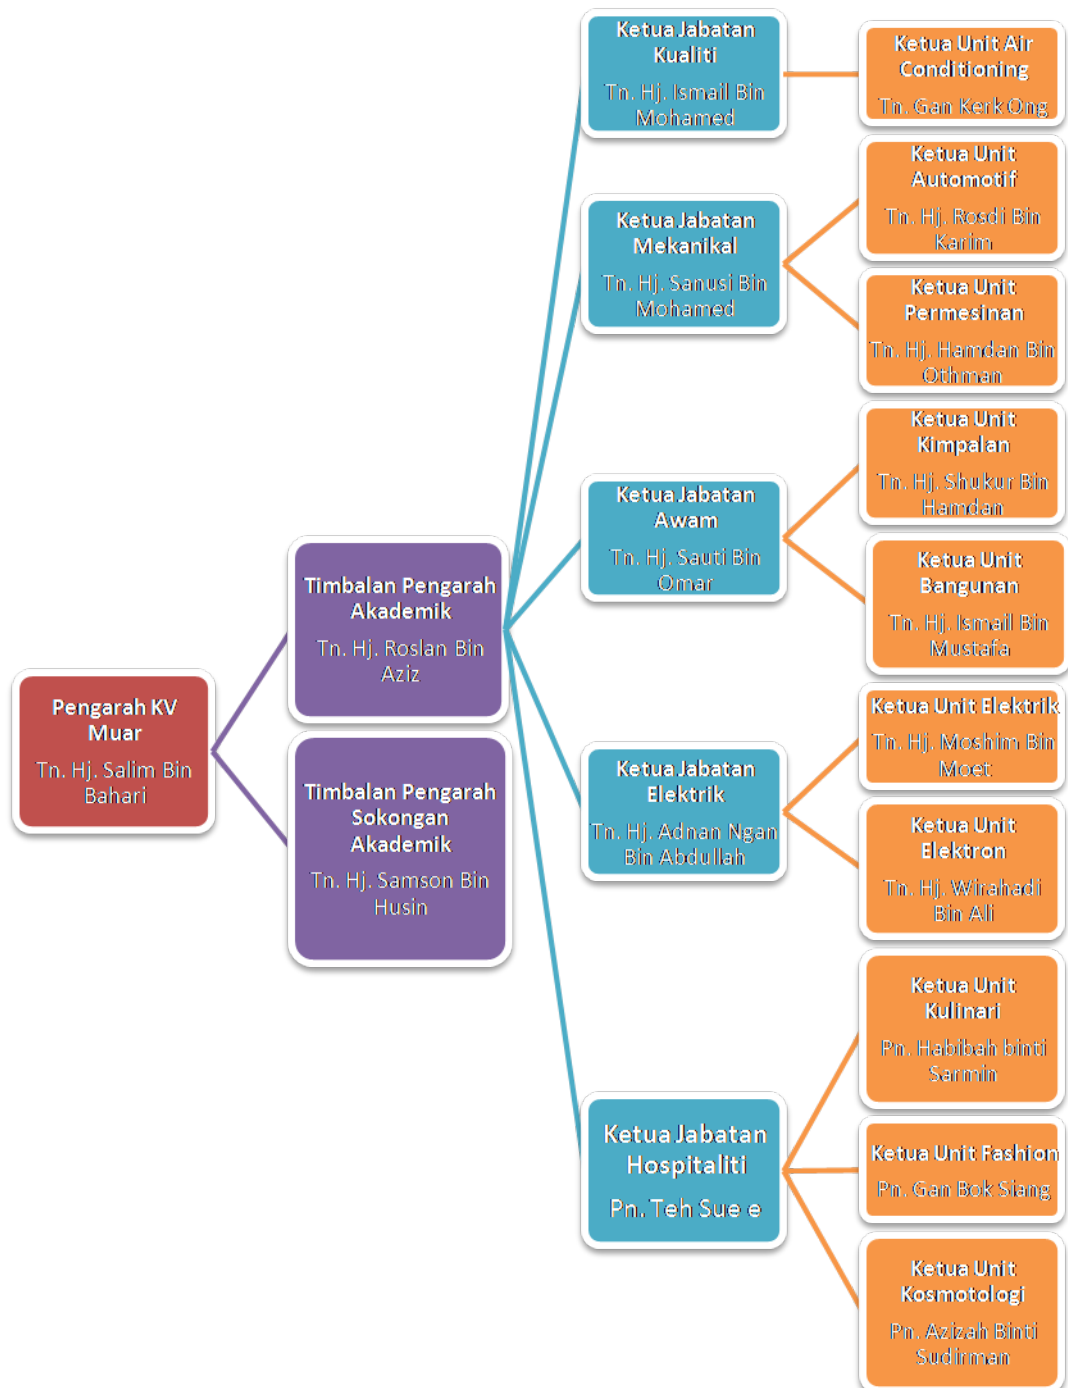 Pengarah KV
Muar
Tn. Hj. Salim Bin
Bahari
Timbalan Pengarah
Akademik
Tn. Hj. Roslan Bin
Aziz
Timbalan Pengarah
Sokongan
Akademik
Tn. Hj. Samson Bin
Husin
Ketua Jabatan
Kualiti
Tn. Hj. Ismail Bin
Mohamed
Ketua Unit Air
Conditioning
Tn. Gan Kerk Ong
Ketua Jabatan
Mekanikal
Tn. Hj. Sanusi Bin
Mohamed
Ketua Unit
Automotif
Tn. Hj. Rosdi Bin
Karim
Ketua Unit
Permesinan
Tn. Hj. Hamdan Bin
Othman
Ketua Jabatan
Awam
Tn. Hj. Sauti Bin
Omar
Ketua Unit
Kimpalan
Tn. Hj. Shukur Bin
Hamdan
Ketua Unit
Bangunan
Tn. Hj. Ismail Bin
Mustafa
Ketua Jabatan
Elektrik
Tn. Hj. Adnan Ngan
Bin Abdullah
Ketua Unit Elektrik
Tn. Hj. Moshim Bin
Moet
Ketua Unit
Elektron
Tn. Hj. Wirahadi
Bin Ali
Ketua Jabatan
Hospitaliti
Pn. Teh Sue e
Ketua Unit
Kulinari
Pn. Habibah binti
Sarmin
Ketua Unit Fashion
Pn. Gan Bok Siang
Ketua Unit
Kosmotologi
Pn. Azizah Binti
Sudirman